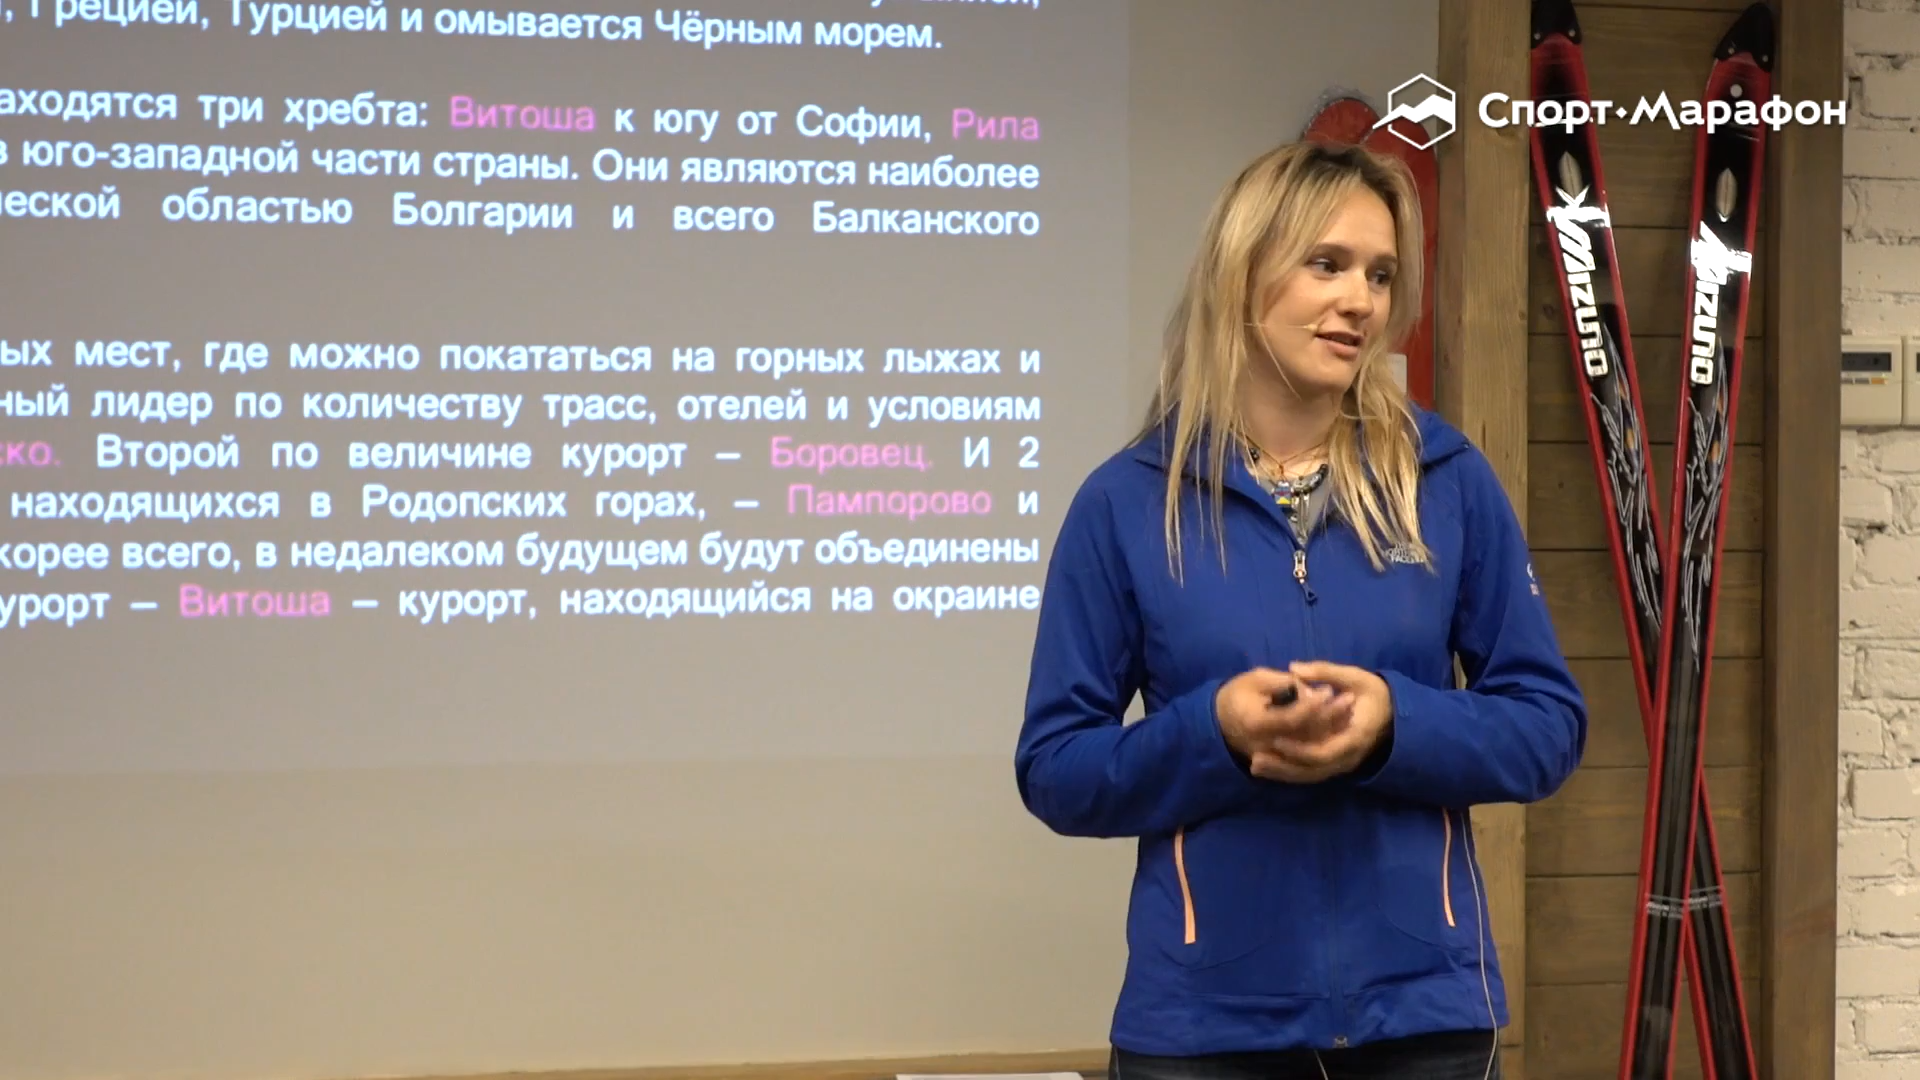 Грецией, Турцией и омывается Чёрным морем.
аходятся три хребта: Витоша к югу от Софии, Рила
в юго-западной части страны. Они являются наиболее
ческой областью Болгарии и всего Балканского
ых мест, где можно покататься на горных лыжах и
ный лидер по количеству трасс, отелей и условиям
ско. Второй по величине курорт – Боровец. И 2
находящихся в Родопских горах, – Пампорово и
корее всего, в недалеком будущем будут объединены
урорт – Витоша – курорт, находящийся на окраине
Спорт-Марафон
MIZUNO
MIZUNO
THE
NORTH
FACE